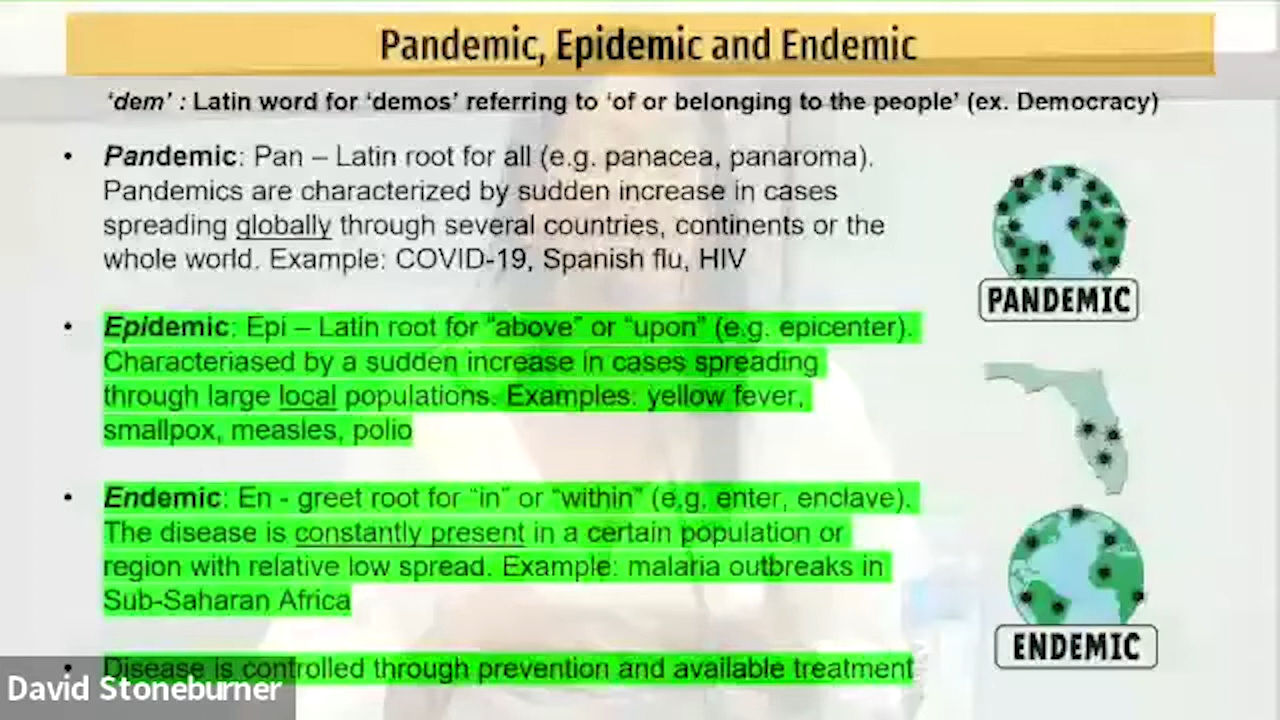 Pandemic, Epidemic and Endemic
‘dem’ : Latin word for ‘demos’ referring to ‘of or belonging to the people’ (ex. Democracy)
• Pandemic: Pan – Latin root for all (e.g. panacea, panaroma).
Pandemics are characterized by sudden increase in cases
spreading globally through several countries, continents or the
whole world. Example: COVID-19, Spanish flu, HIV
PANDEMIC
• Epidemic: Epi – Latin root for “above” or “upon” (e.g. epicenter).
Characteriased by a sudden increase in cases spreading
through large local populations. Examples: yellow fever,
smallpox, measles, polio
• Endemic: En - greet root for “in” or “within” (e.g. enter, enclave).
The disease is constantly present in a certain population or
region with relative low spread. Example: malaria outbreaks in
Sub-Saharan Africa
ENDEMIC
• Disease is controlled through prevention and available treatment
David Stoneburner